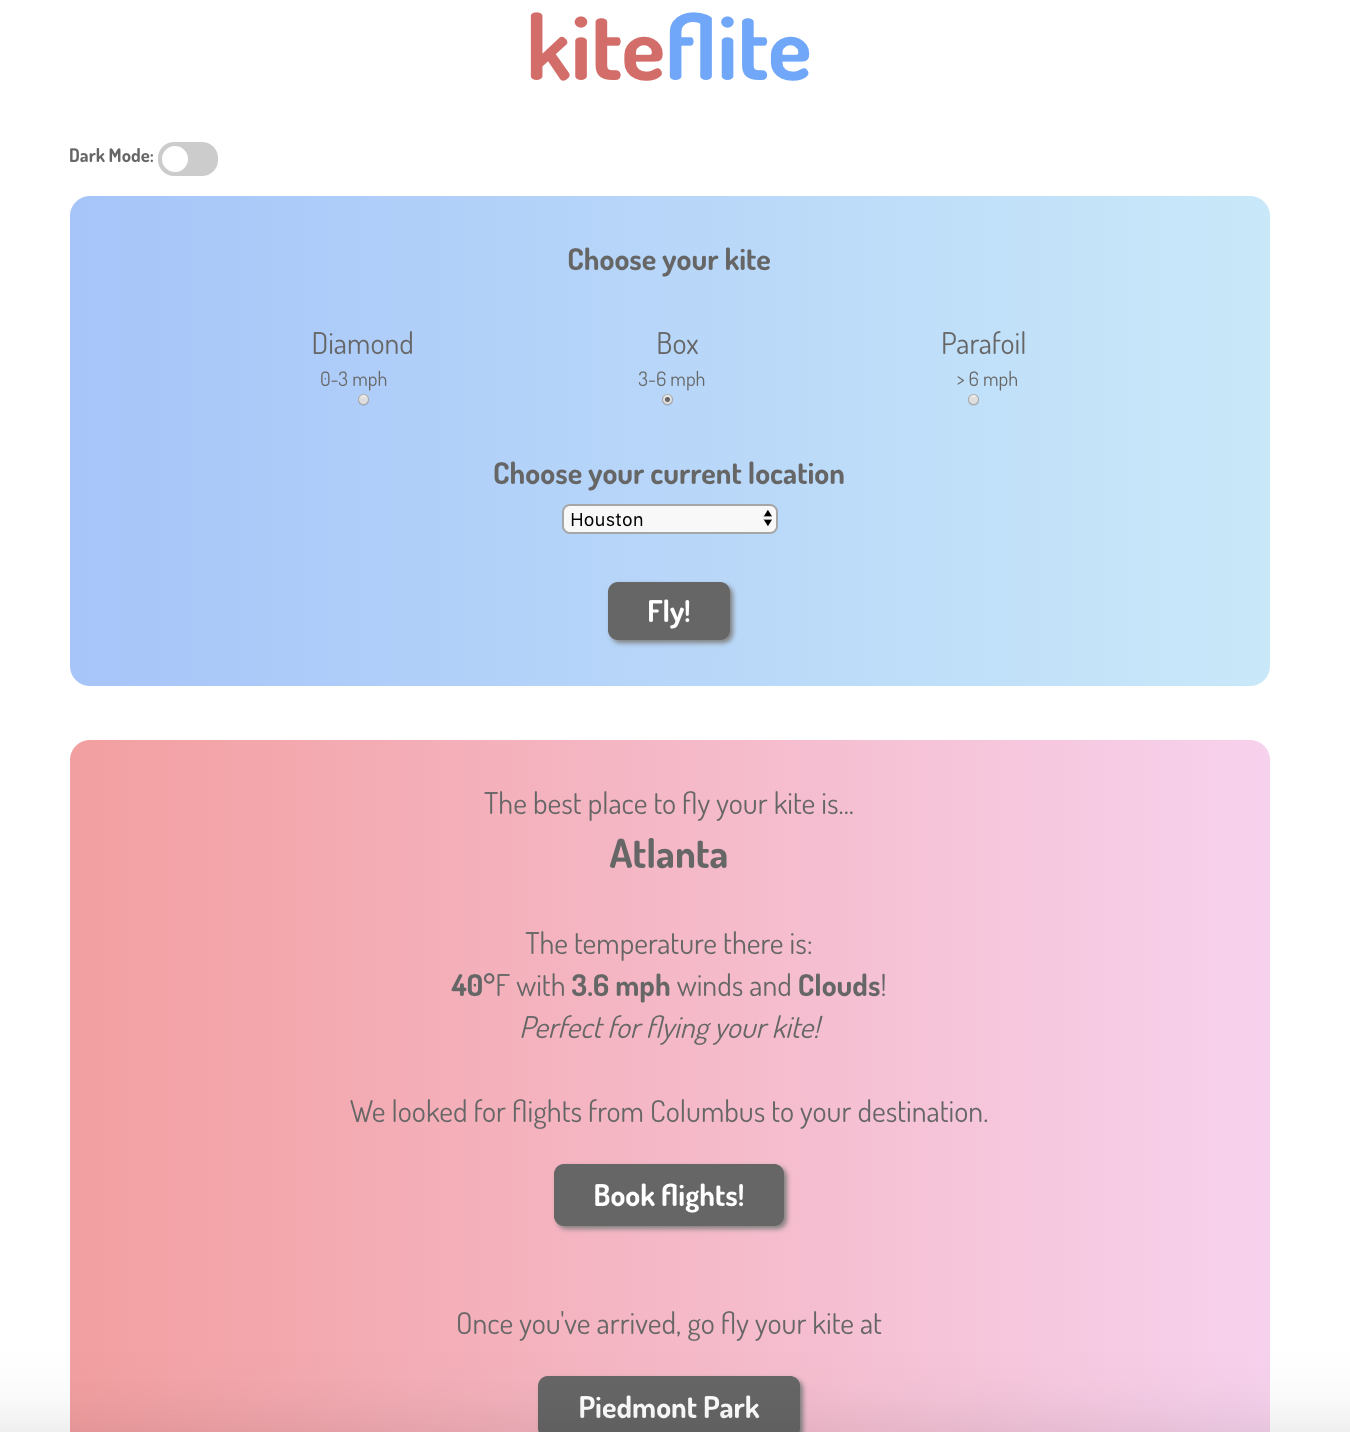 kiteflite
Dark Mode:
Choose your kite
Diamond
Box
Parafoil
0-3 mph
3-6 mph
> 6 mph
Choose your current location
Houston
Fly!
The best place to fly your kite is...
Atlanta
The temperature there is:
40°F with 3.6 mph winds and Clouds!
Perfect for flying your kite!
We looked for flights from Columbus to your destination.
Book flights!
Once you've arrived, go fly your kite at
Piedmont Park